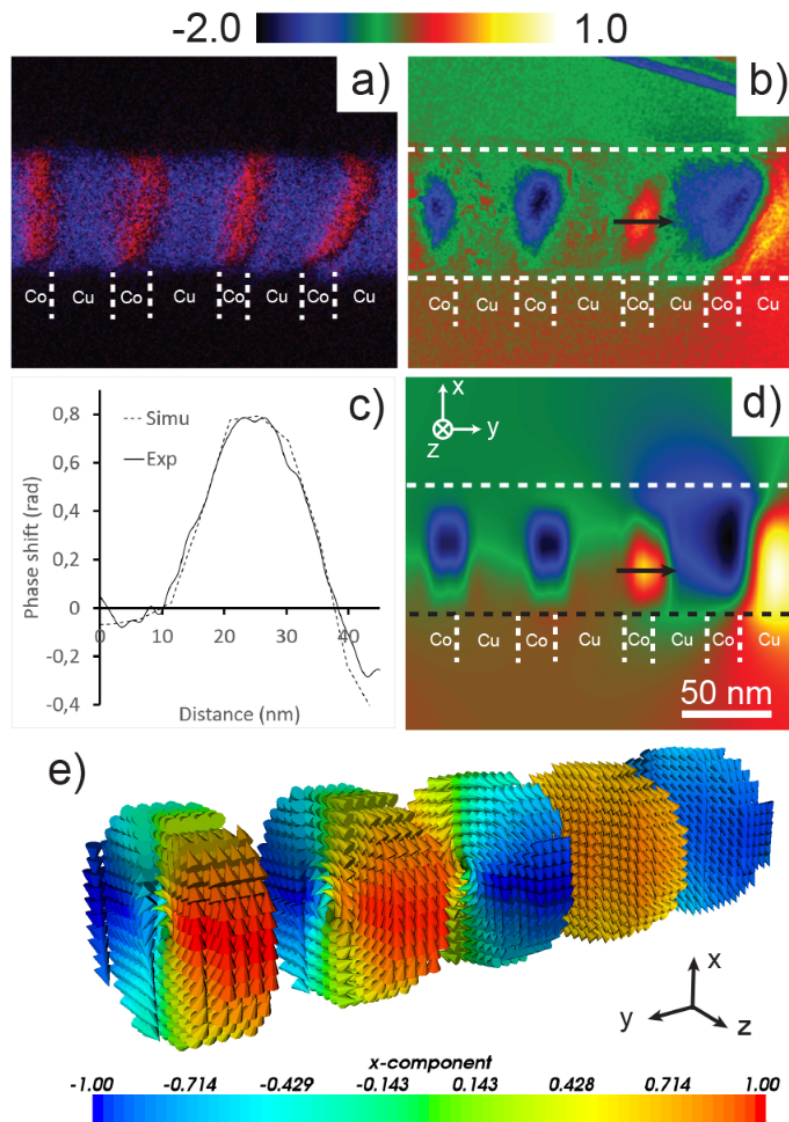 -2.0 1.0
a)
Co Cu Co Cu Co Cu Co Cu
b)
Co Cu Co Cu Co Cu Co Cu
c)
0,8
0,6
0,4
0,2
0
-0,2
-0,4
0 10 20 30 40
Phase shift (rad)
Distance (nm)
Simu
Exp
d)
x
y
z
Co Cu Co Cu Co Cu Co Cu
50 nm
e)
x
y
z
x-component
-1.00 -0.714 -0.429 -0.143 0.143 0.428 0.714 1.00